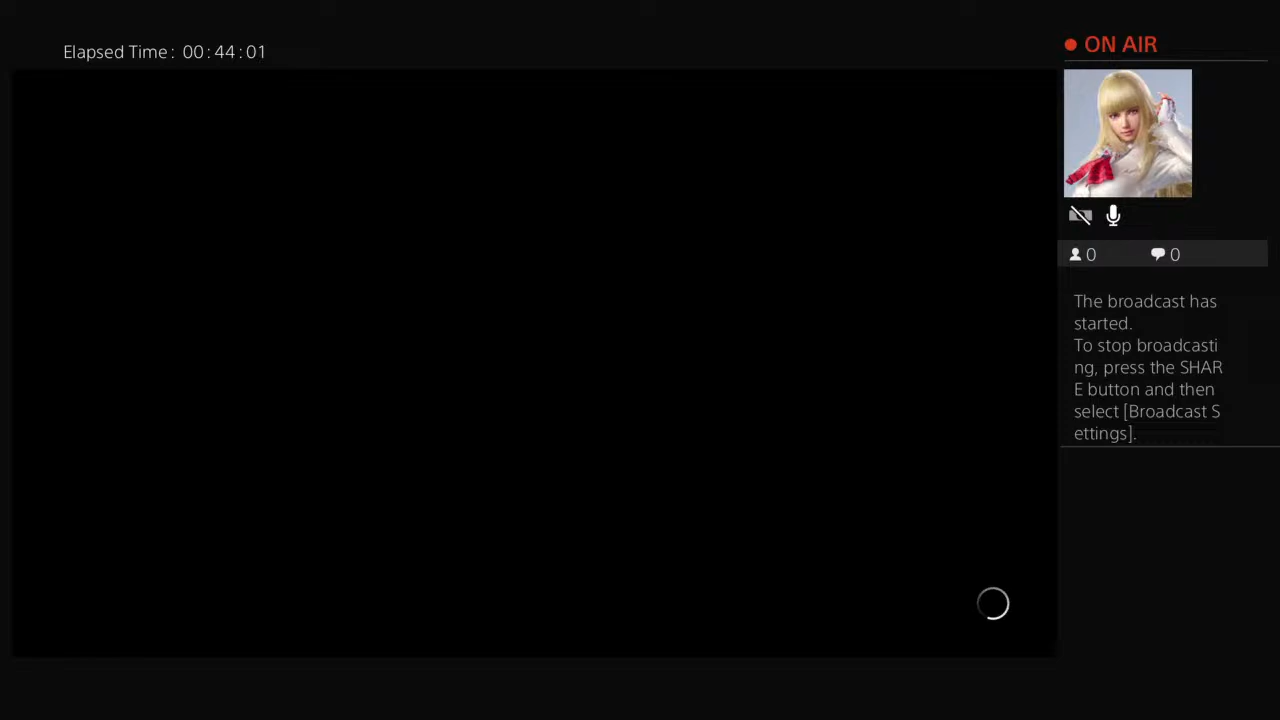 Elapsed Time: 00:44:01
ON AIR
0 0
The broadcast has
started.
To stop broadcasti
ng, press the SHAR
E button and then
select [Broadcast S
ettings].